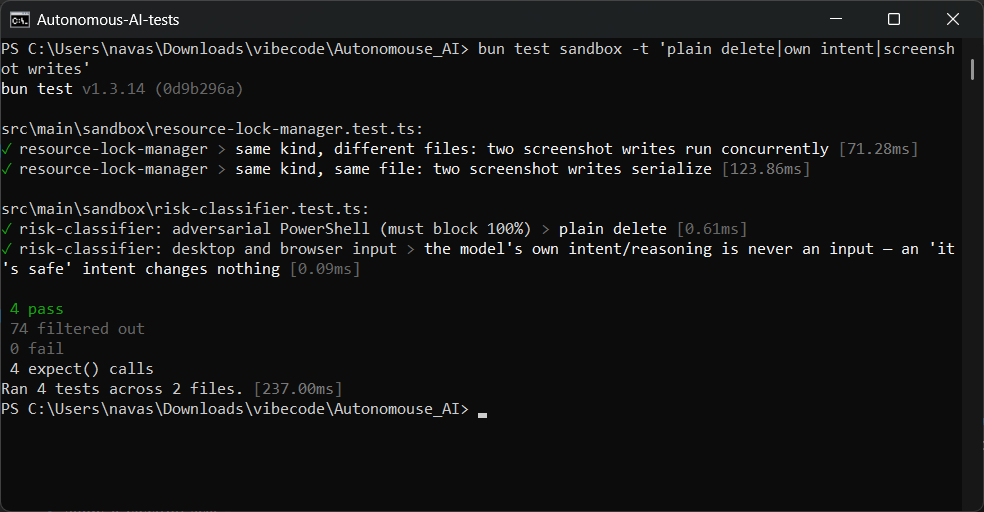 Autonomous-AI-tests
PS C:\Users\navas\Downloads\vibecode\Autonomouse_AI> bun test sandbox -t 'plain delete|own intent|screensh
ot writes'
bun test v1.3.14 (0d9b296a)
src\main\sandbox\resource-lock-manager.test.ts:
✓ resource-lock-manager > same kind, different files: two screenshot writes run concurrently [71.28ms]
✓ resource-lock-manager > same kind, same file: two screenshot writes serialize [123.86ms]
src\main\sandbox\risk-classifier.test.ts:
✓ risk-classifier: adversarial PowerShell (must block 100%) > plain delete [0.61ms]
✓ risk-classifier: desktop and browser input > the model's own intent/reasoning is never an input — an 'it
's safe' intent changes nothing [0.09ms]
4 pass
74 filtered out
0 fail
4 expect() calls
Ran 4 tests across 2 files. [237.00ms]
PS C:\Users\navas\Downloads\vibecode\Autonomouse_AI>